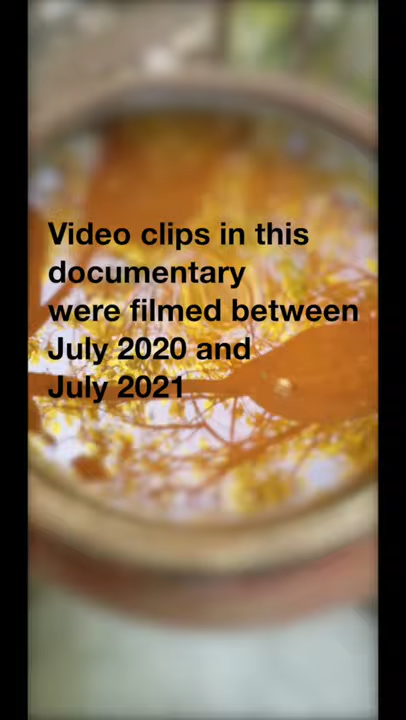 Video clips in this
documentary
were filmed between
July 2020 and
July 2021